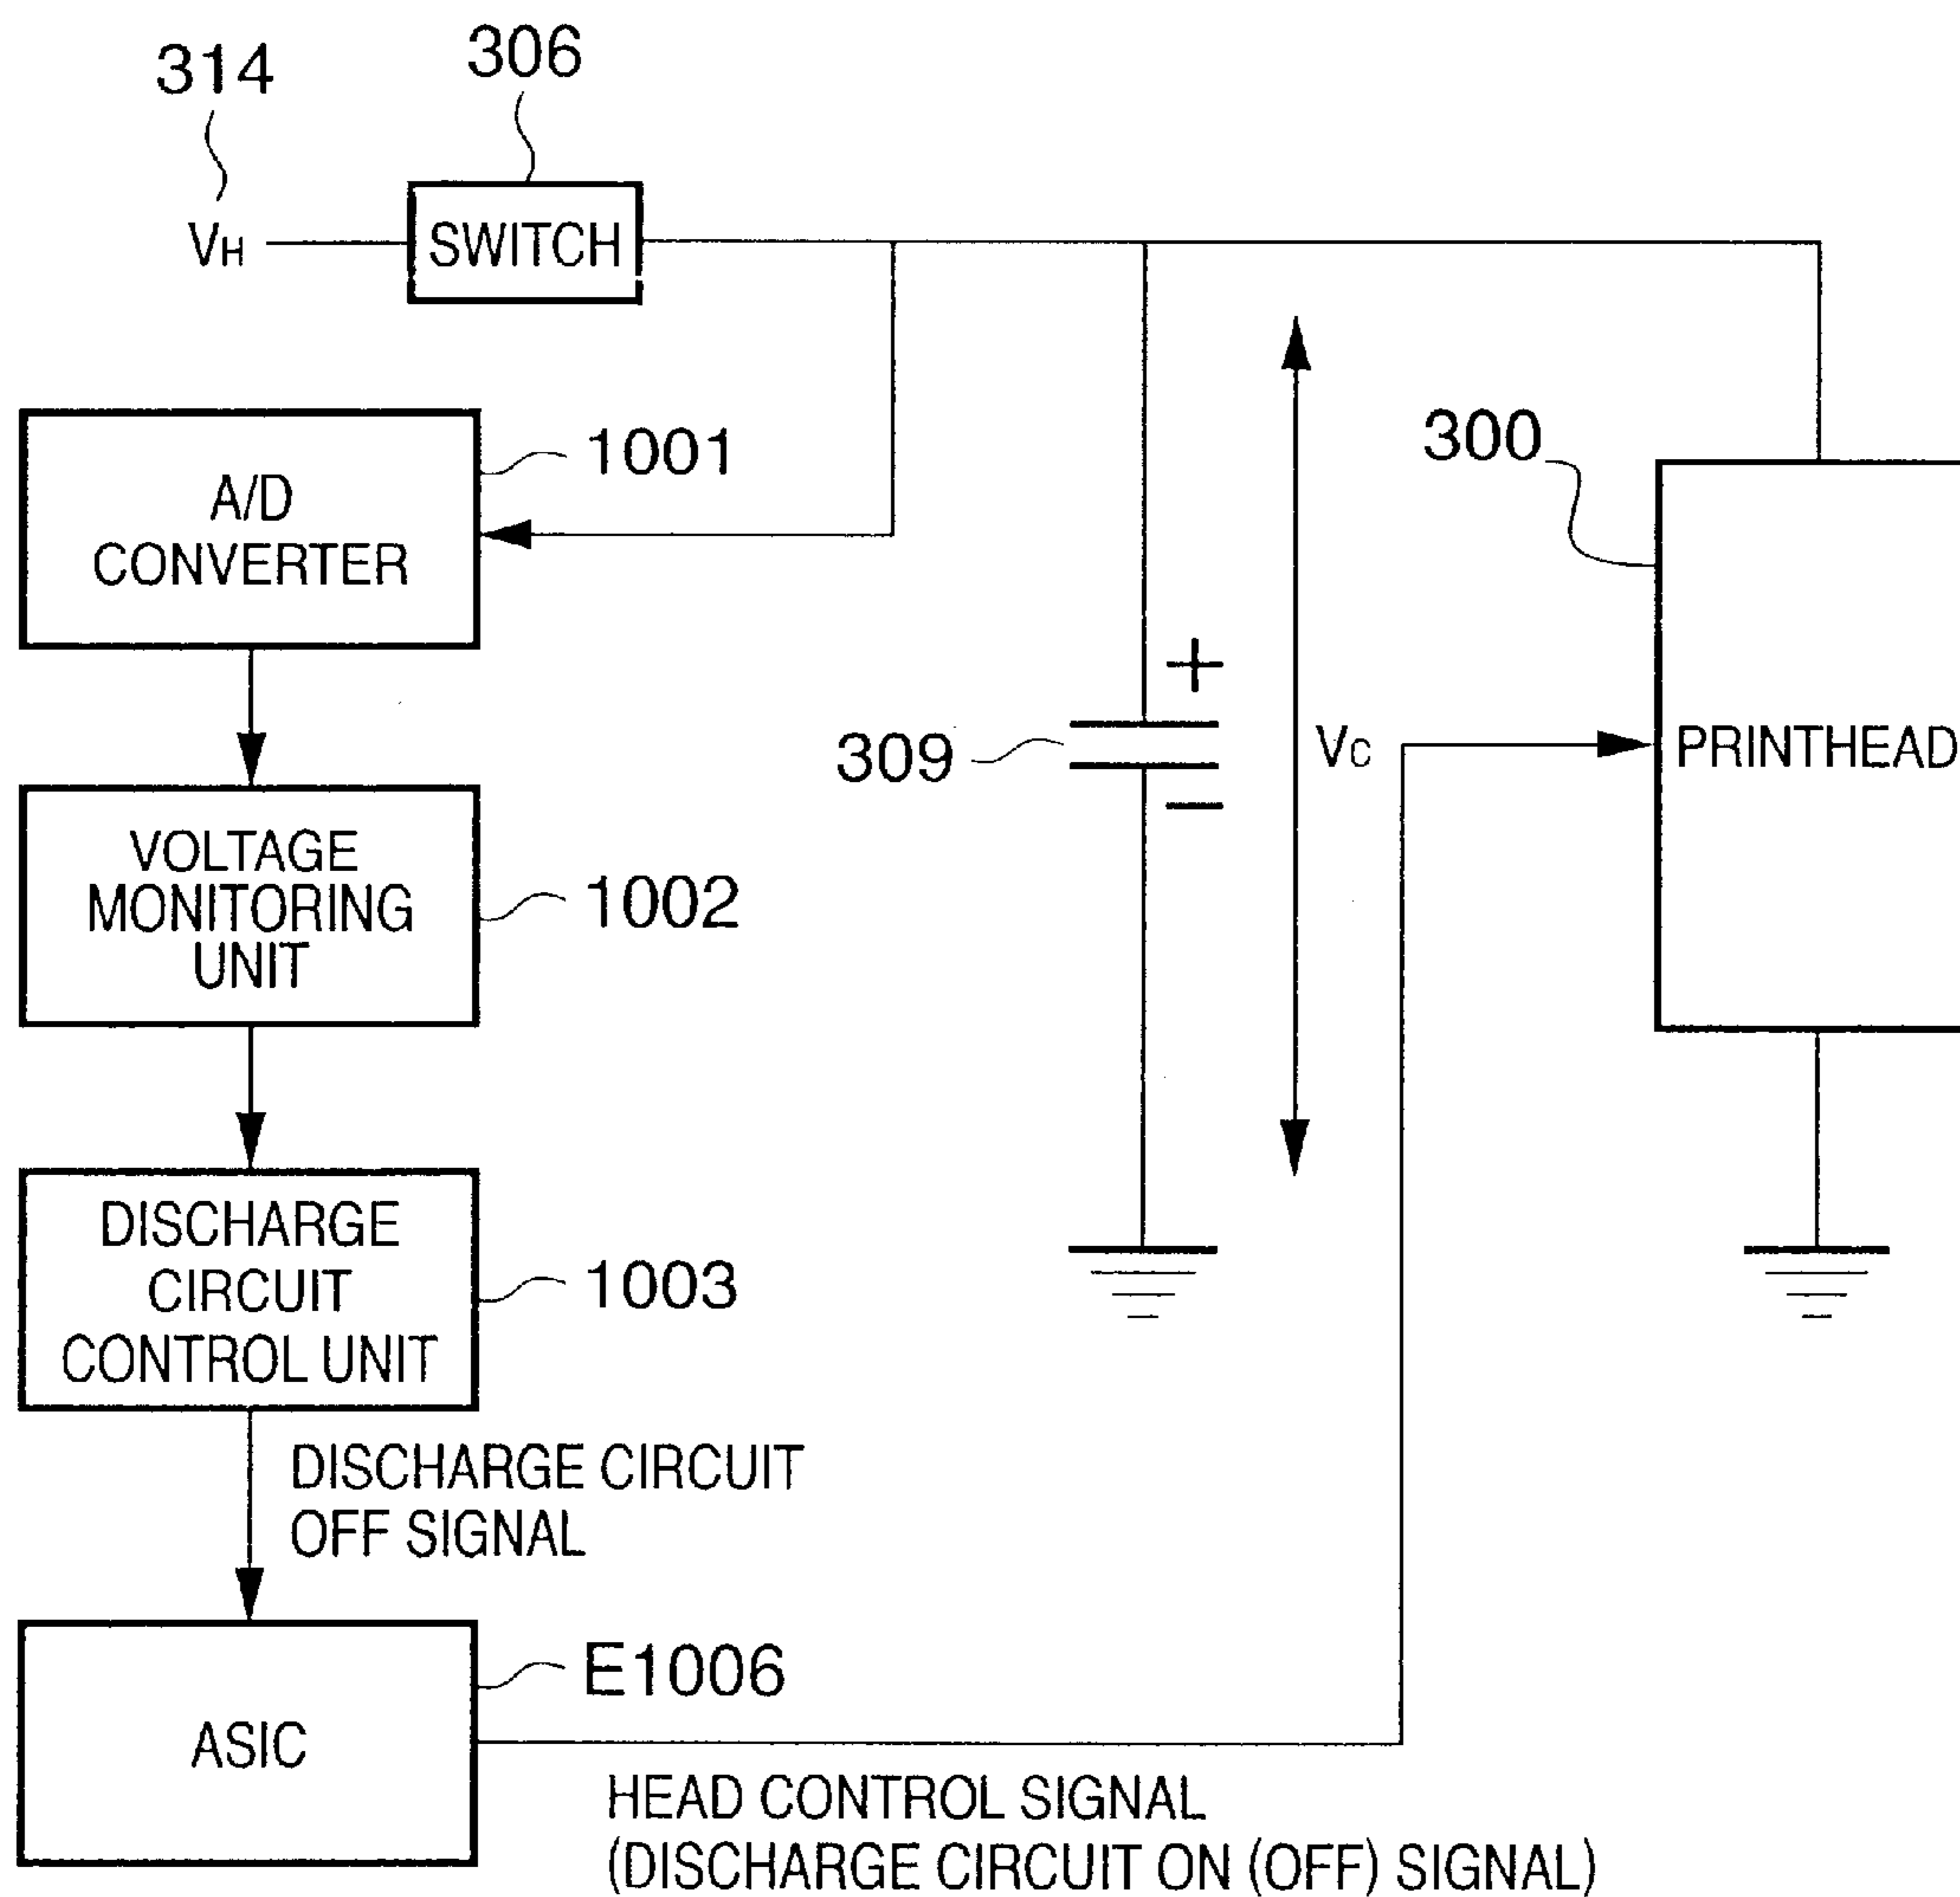 314
306
VH
SWITCH
A/D
CONVERTER
1001
300
+
309
VC
−
PRINTHEAD
VOLTAGE
MONITORING
UNIT
1002
DISCHARGE
CIRCUIT
CONTROL UNIT
1003
DISCHARGE CIRCUIT
OFF SIGNAL
ASIC
E1006
HEAD CONTROL SIGNAL
(DISCHARGE CIRCUIT ON (OFF) SIGNAL)